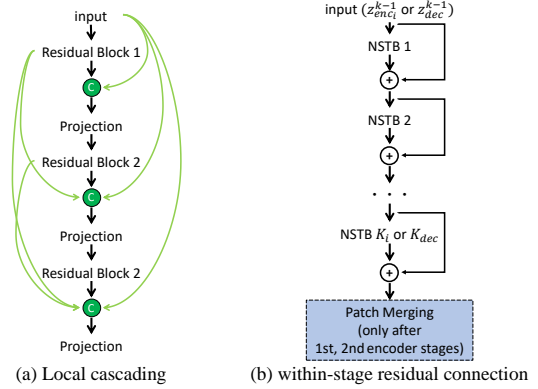 input
Residual Block 1
C
Projection
Residual Block 2
C
Projection
Residual Block 2
C
Projection
(a) Local cascading
input (z_{enc_i}^{k-1} or z_{dec}^{k-1})
NSTB 1
+
NSTB 2
+
. . .
NSTB K_i or K_{dec}
+
Patch Merging
(only after
1st, 2nd encoder stages)
(b) within-stage residual connection